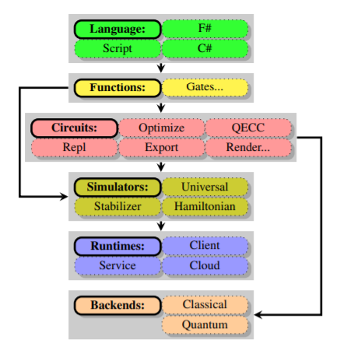 Language: F#
Script C#
Functions: Gates...
Circuits: Optimize QECC
Repl Export Render...
Simulators: Universal
Stabilizer Hamiltonian
Runtimes: Client
Service Cloud
Backends: Classical
Quantum